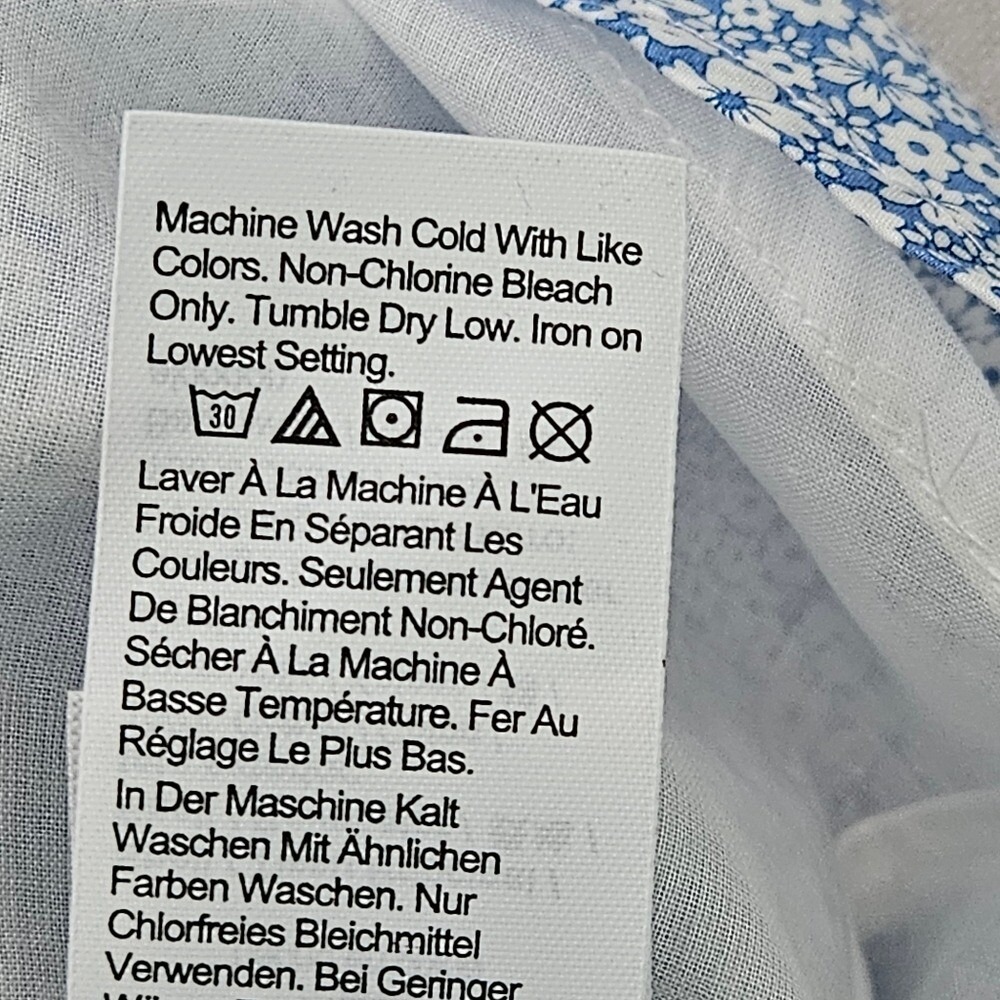 Machine Wash Cold With Like
Colors. Non-Chlorine Bleach
Only. Tumble Dry Low. Iron on
Lowest Setting.
30
Laver À La Machine À L'Eau
Froide En Séparant Les
Couleurs. Seulement Agent
De Blanchiment Non-Chloré.
Sécher À La Machine À
Basse Température. Fer Au
Réglage Le Plus Bas.
In Der Maschine Kalt
Waschen Mit Ähnlichen
Farben Waschen. Nur
Chlorfreies Bleichmittel
Verwenden. Bei Geringer